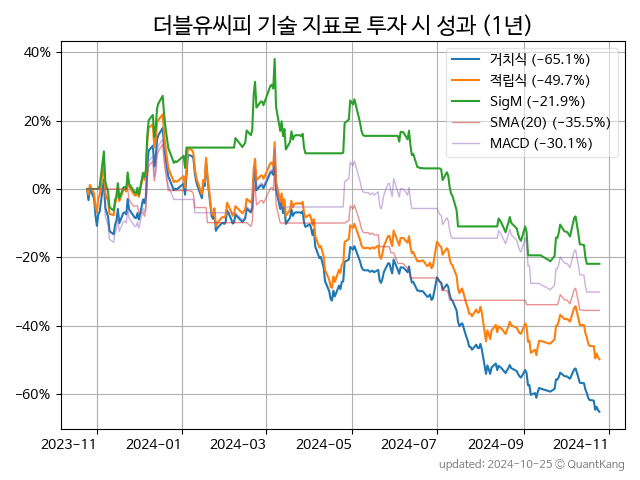 더블유씨피 기술 지표로 투자 시 성과 (1년)
거치식 (−65.1%)
적립식 (−49.7%)
SigM (−21.9%)
SMA(20) (−35.5%)
MACD (−30.1%)
40%
20%
0%
−20%
−40%
−60%
2023−11 2024−01 2024−03 2024−05 2024−07 2024−09 2024−11
updated: 2024-10-25 ⓒ QuantKang